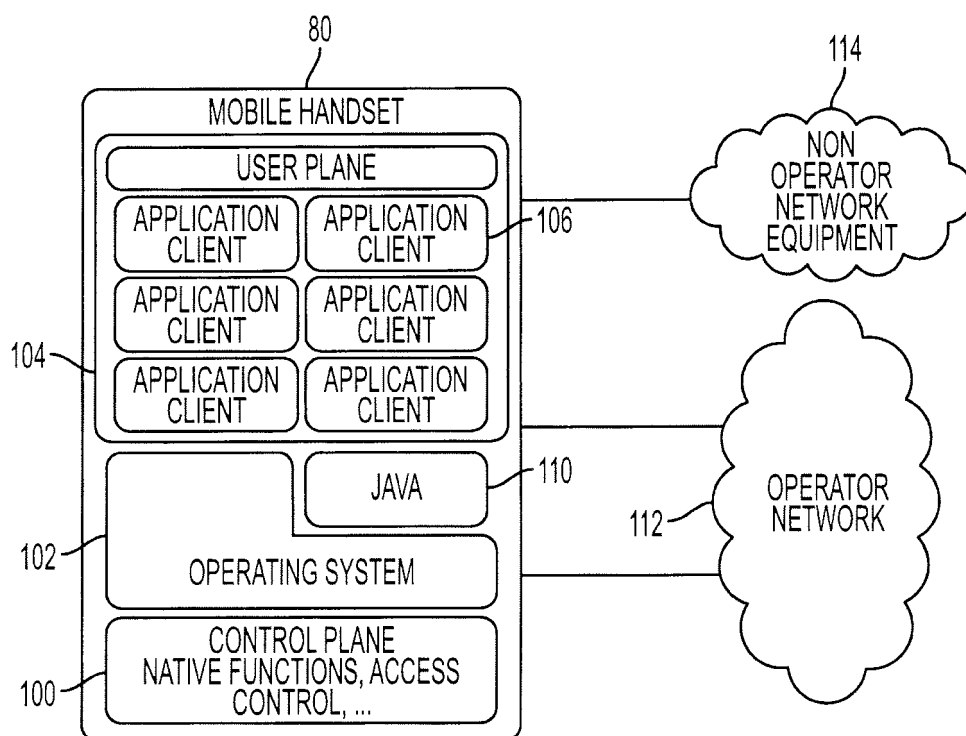 80
114
MOBILE HANDSET
USER PLANE
APPLICATION
CLIENT
APPLICATION
CLIENT
106
APPLICATION
CLIENT
APPLICATION
CLIENT
104
APPLICATION
CLIENT
APPLICATION
CLIENT
JAVA
110
102
OPERATING SYSTEM
CONTROL PLANE
NATIVE FUNCTIONS, ACCESS
CONTROL, ...
100
NON
OPERATOR
NETWORK
EQUIPMENT
OPERATOR
NETWORK
112